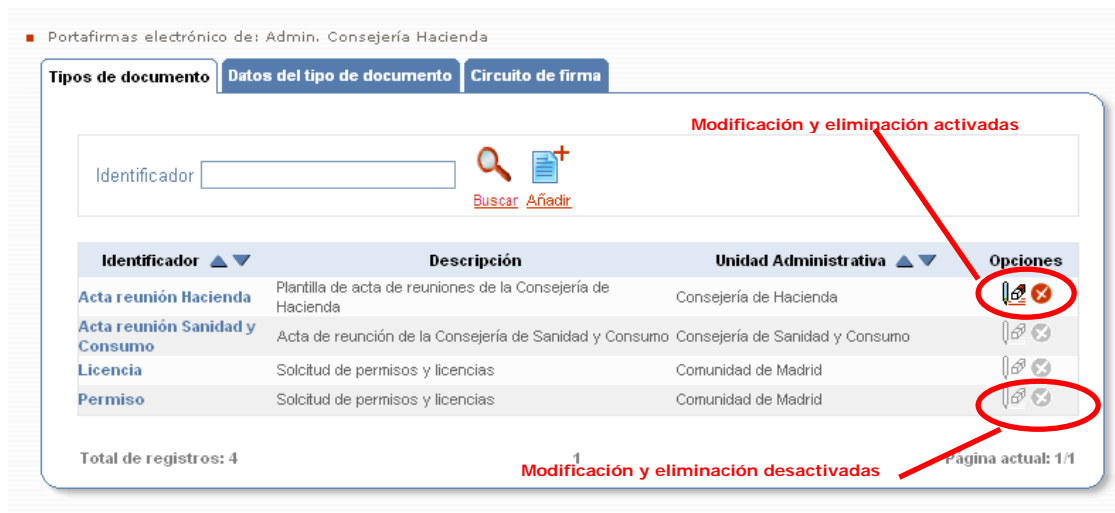 Portafirmas electrónico de: Admin. Consejería Hacienda
Tipos de documento Datos del tipo de documento Circuito de firma
Modificación y eliminación activadas
Identificador
Buscar Añadir
Identificador Descripción Unidad Administrativa Opciones
Acta reunión Hacienda Plantilla de acta de reuniones de la Consejería de Hacienda Consejería de Hacienda
Acta reunión Sanidad y Consumo Acta de reunción de la Consejería de Sanidad y Consumo Consejería de Sanidad y Consumo
Licencia Solcitud de permisos y licencias Comunidad de Madrid
Permiso Solcitud de permisos y licencias Comunidad de Madrid
Total de registros: 4 1 Página actual: 1/1
Modificación y eliminación desactivadas